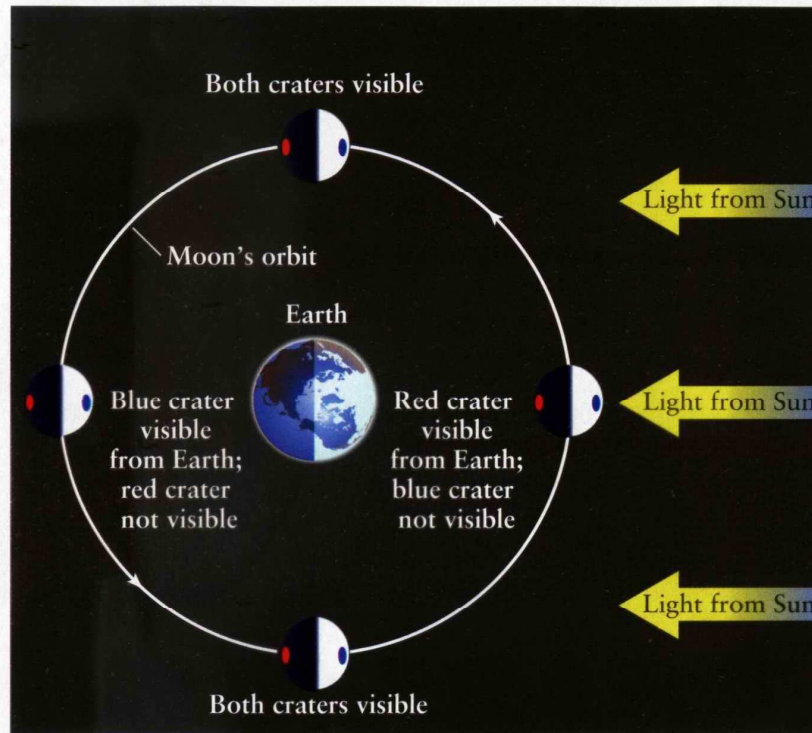 Both craters visible
Light from Sun
Moon's orbit
Earth
Blue crater
visible
from Earth;
red crater
not visible
Red crater
visible
from Earth;
blue crater
not visible
Light from Sun
Light from Sun
Both craters visible